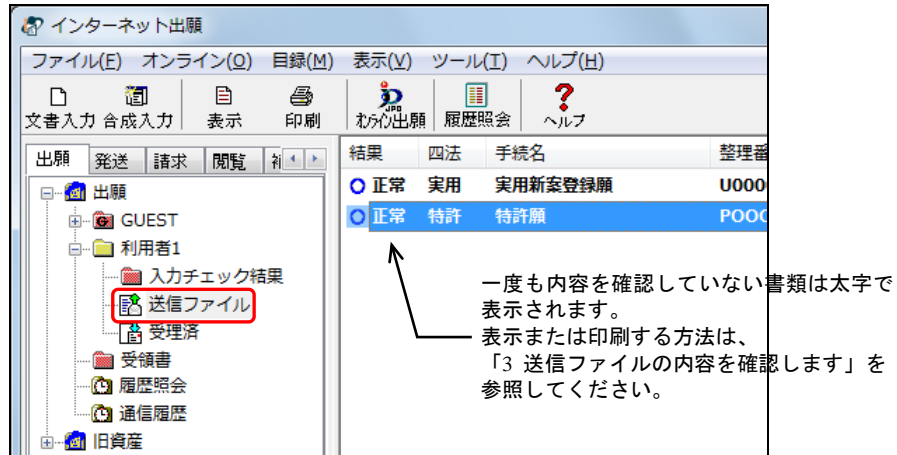 インターネット出願
ファイル(F) オンライン(O) 目録(M) 表示(V) ツール(T) ヘルプ(H)
文書入力 合成入力 表示 印刷 オンライン出願 履歴照会 ヘルプ
出願 発送 請求 閲覧
結果 四法 手続名 整理番
正常 実用 実用新案登録願 U000
正常 特許 特許願
出願
GUEST
利用者1
入力チェック結果
送信ファイル
受理済
受領書
履歴照会
通信履歴
旧資産
一度も内容を確認していない書類は太字で
表示されます。
表示または印刷する方法は、
「3 送信ファイルの内容を確認します」を
参照してください。